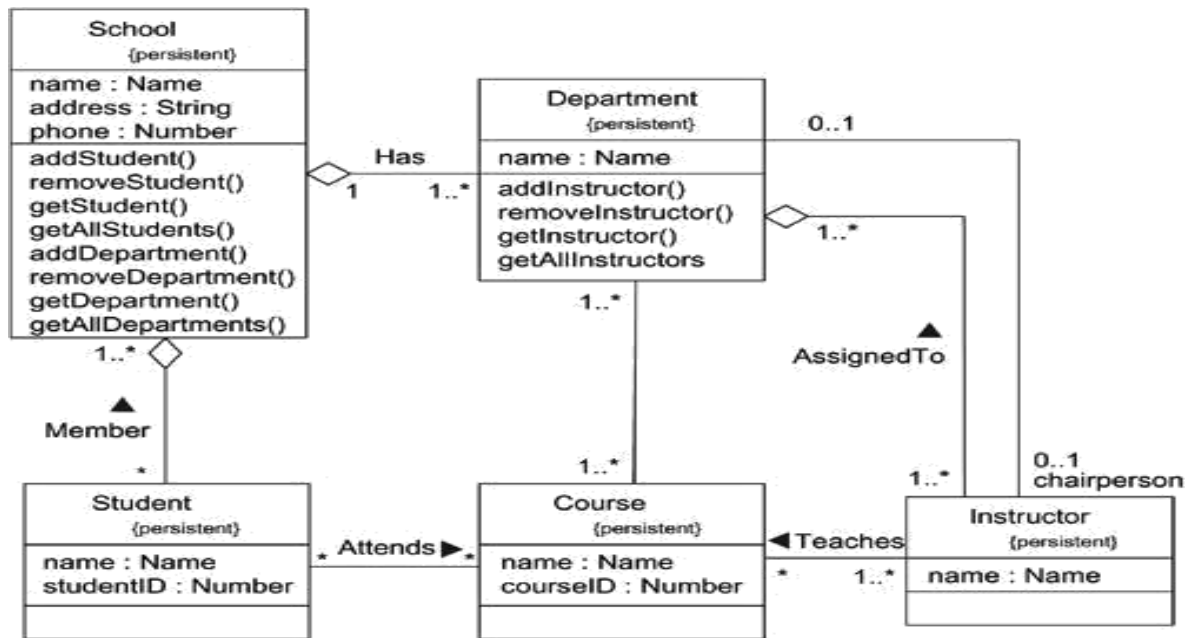 School
{persistent}
name : Name
address : String
phone : Number
addStudent()
removeStudent()
getStudent()
getAllStudents()
addDepartment()
removeDepartment()
getDepartment()
getAllDepartments()
Has
1
1..*
Department
{persistent}
name : Name
addInstructor()
removeInstructor()
getInstructor()
getAllInstructors
0..1
1..*
1..*
1..*
▲
Member
*
▲
AssignedTo
1..*
1..*
0..1
chairperson
Student
{persistent}
name : Name
studentID : Number
* Attends ▶ *
Course
{persistent}
name : Name
courseID : Number
◀ Teaches
* 1..*
Instructor
{persistent}
name : Name